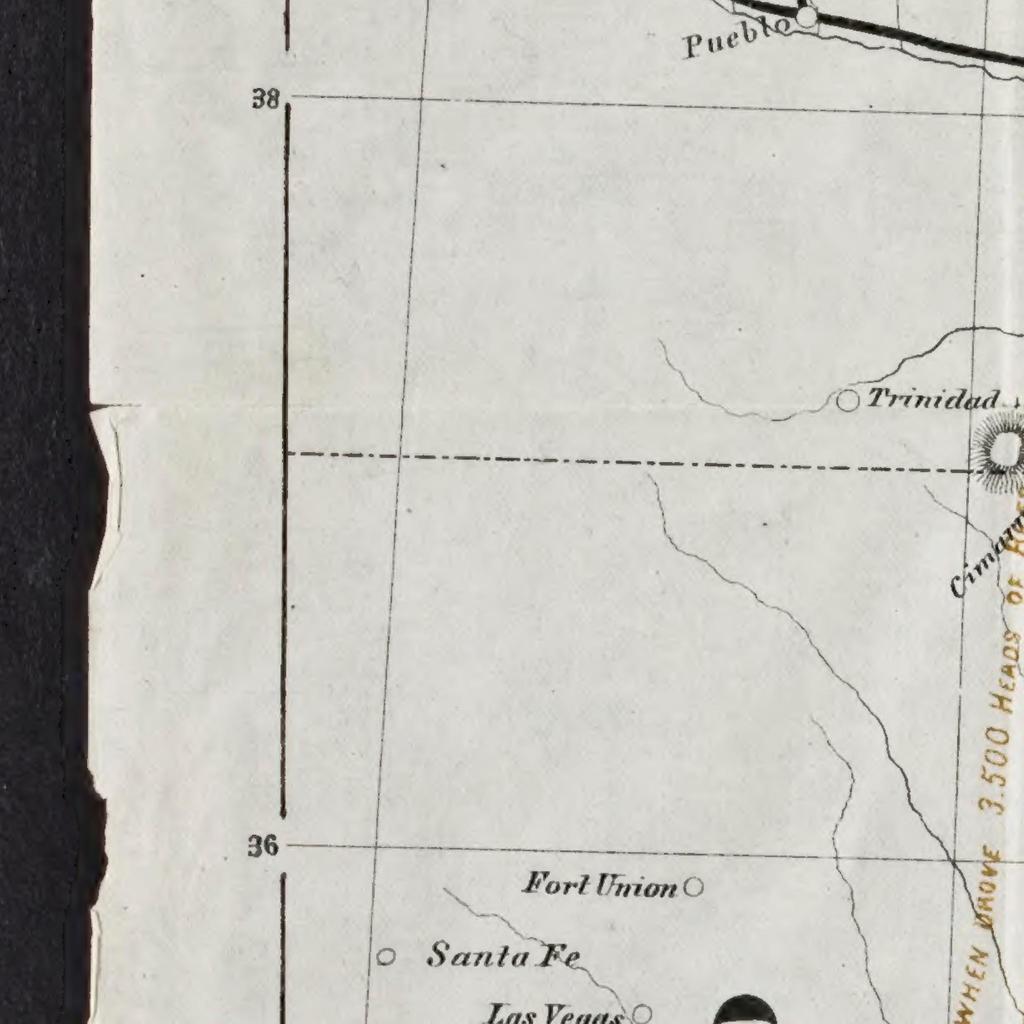 Pueblo
38
Trinidad
WHEN DROVE 3.500 HEADS OF
36
Fort Union
Santa Fe
Las Vegas